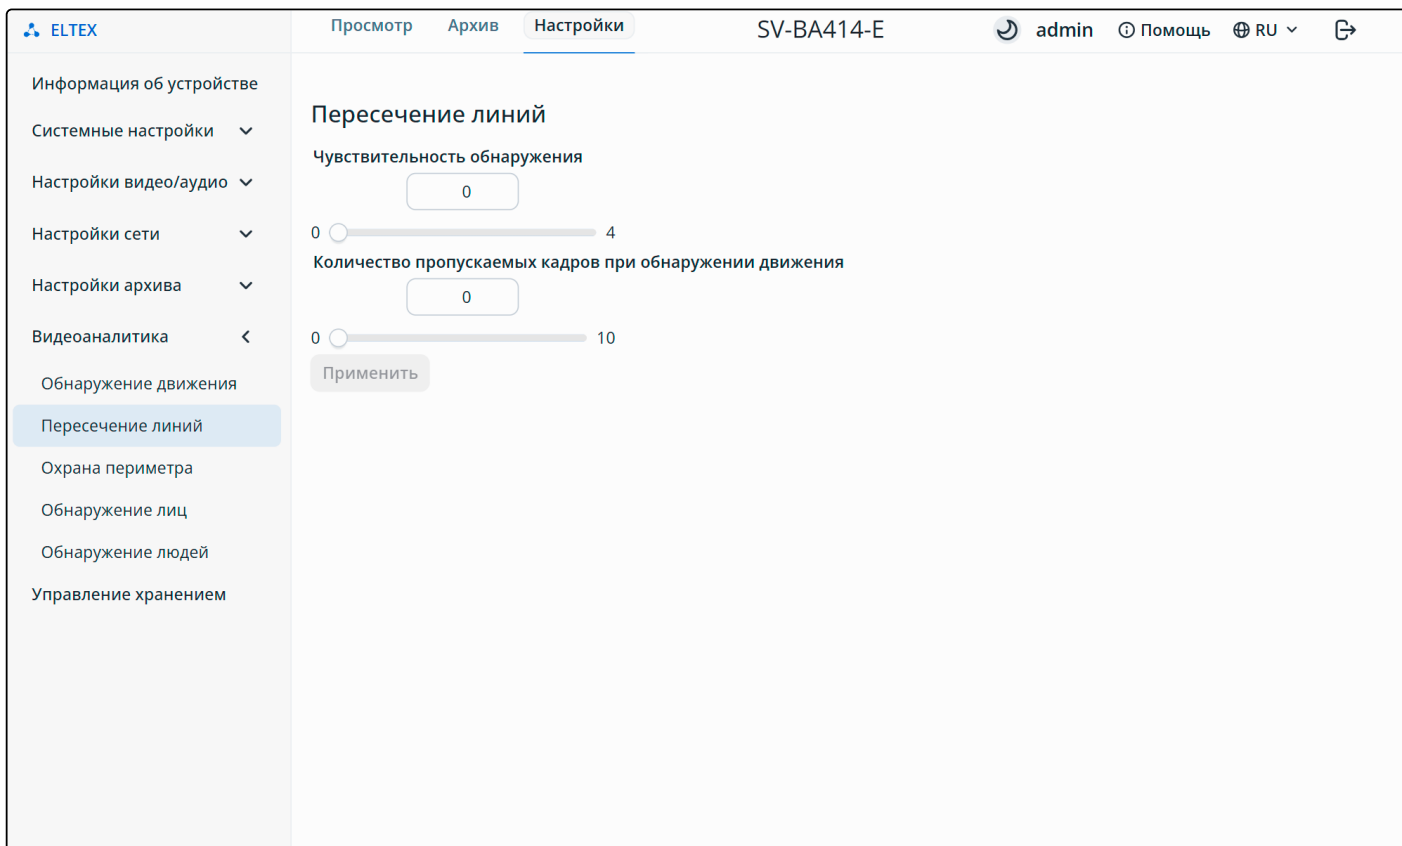 ELTEX
Просмотр Архив Настройки SV-BA414-E admin Помощь RU
Информация об устройстве
Системные настройки
Настройки видео/аудио
Настройки сети
Настройки архива
Видеоаналитика
Обнаружение движения
Пересечение линий
Охрана периметра
Обнаружение лиц
Обнаружение людей
Управление хранением
Пересечение линий
Чувствительность обнаружения
0
0 4
Количество пропускаемых кадров при обнаружении движения
0
0 10
Применить